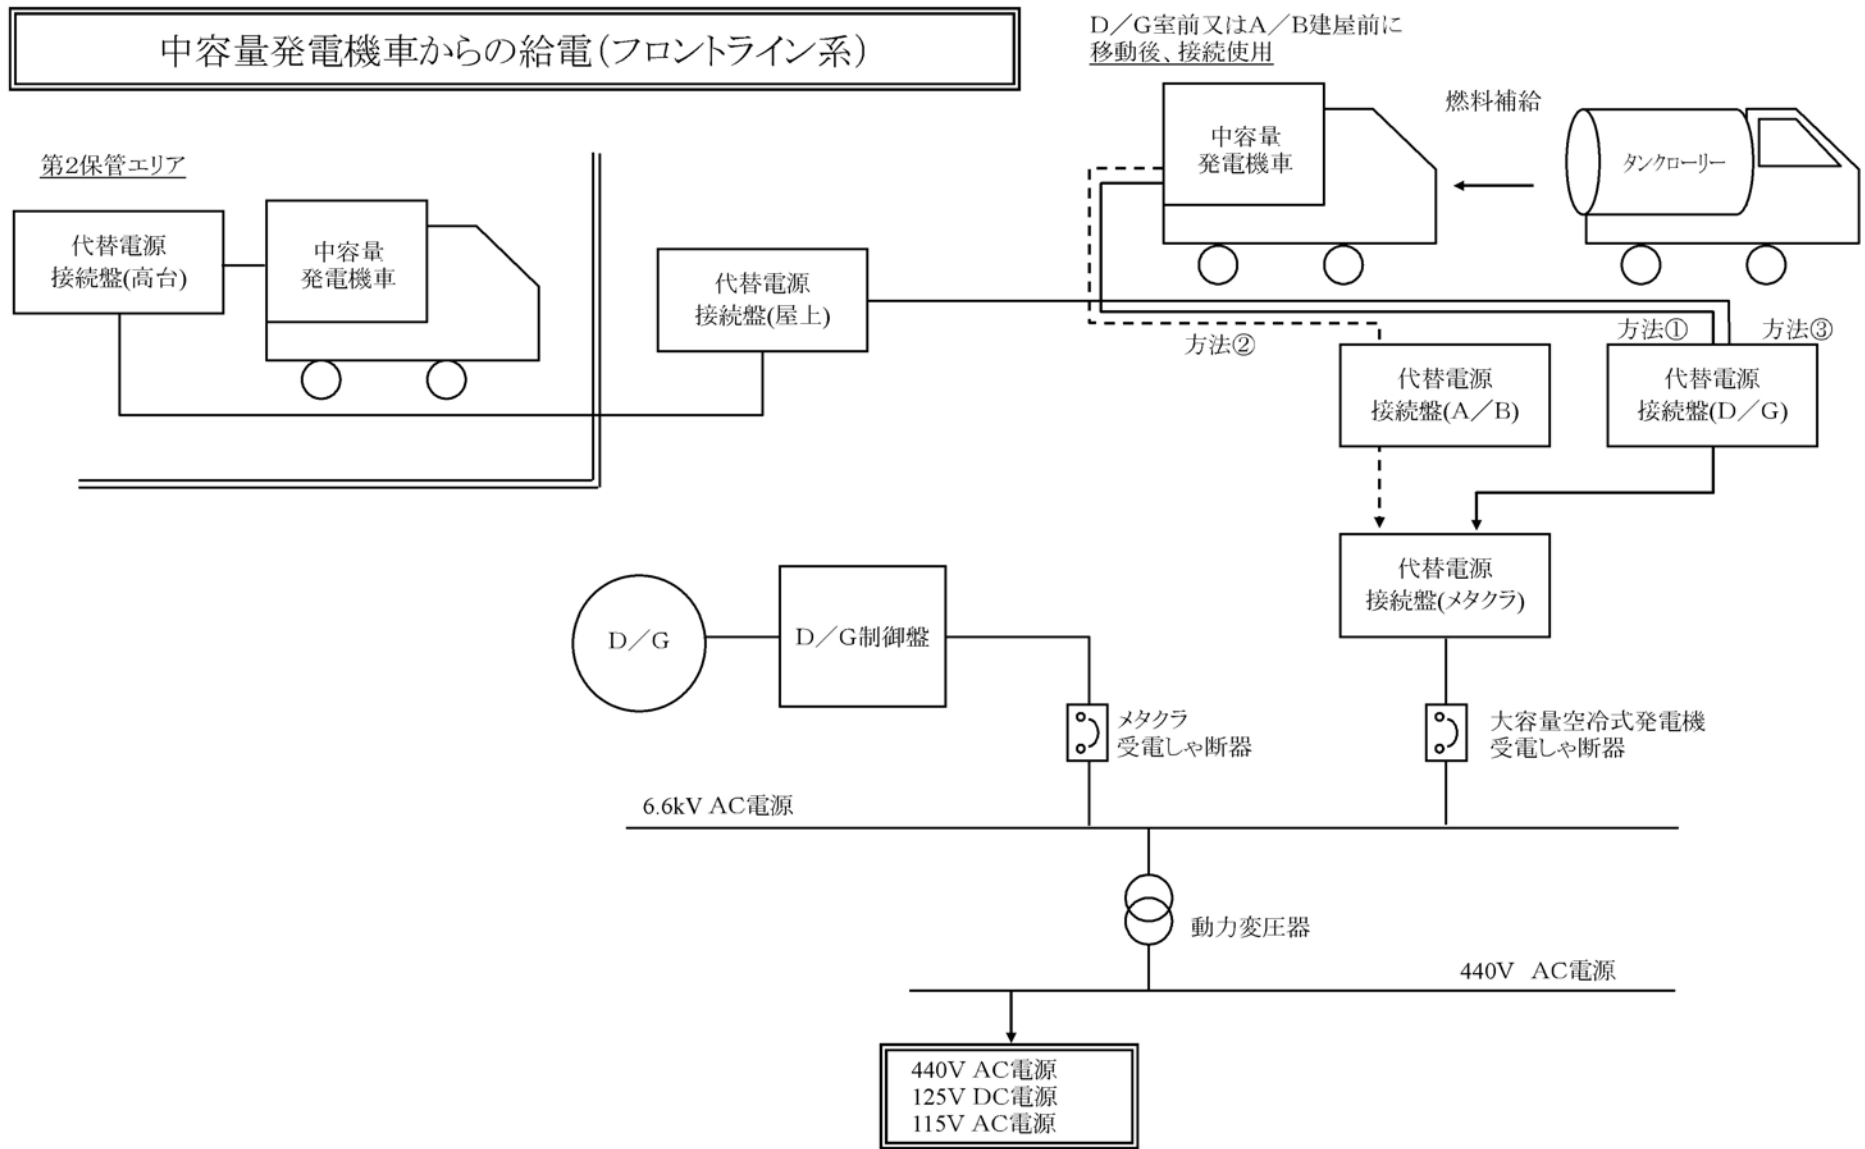 中容量発電機車からの給電(フロントライン系)
D／G室前又はA／B建屋前に
移動後、接続使用
燃料補給
中容量
発電機車
タンクローリー
第2保管エリア
代替電源
接続盤(高台)
中容量
発電機車
代替電源
接続盤(屋上)
方法②
方法①
方法③
代替電源
接続盤(A／B)
代替電源
接続盤(D／G)
代替電源
接続盤(メタクラ)
D／G
D／G制御盤
メタクラ
受電しゃ断器
大容量空冷式発電機
受電しゃ断器
6.6kV AC電源
動力変圧器
440V AC電源
440V AC電源
125V DC電源
115V AC電源